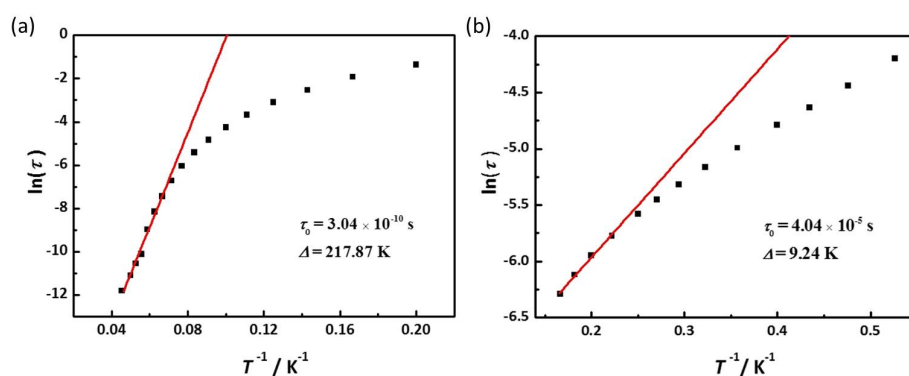 (a)
0
-2
-4
-6
-8
-10
-12
ln(τ)
τ₀ = 3.04 × 10⁻¹⁰ s
Δ = 217.87 K
0.04 0.08 0.12 0.16 0.20
T⁻¹ / K⁻¹
(b)
-4.0
-4.5
-5.0
-5.5
-6.0
-6.5
ln(τ)
τ₀ = 4.04 × 10⁻⁵ s
Δ = 9.24 K
0.2 0.3 0.4 0.5
T⁻¹ / K⁻¹